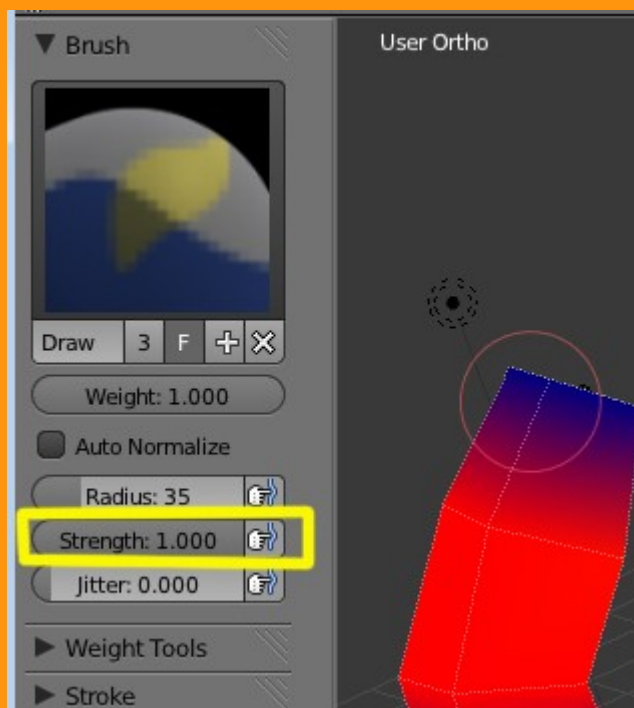 Brush
User Ortho
Draw 3 F
Weight: 1.000
Auto Normalize
Radius: 35
Strength: 1.000
Jitter: 0.000
Weight Tools
Stroke